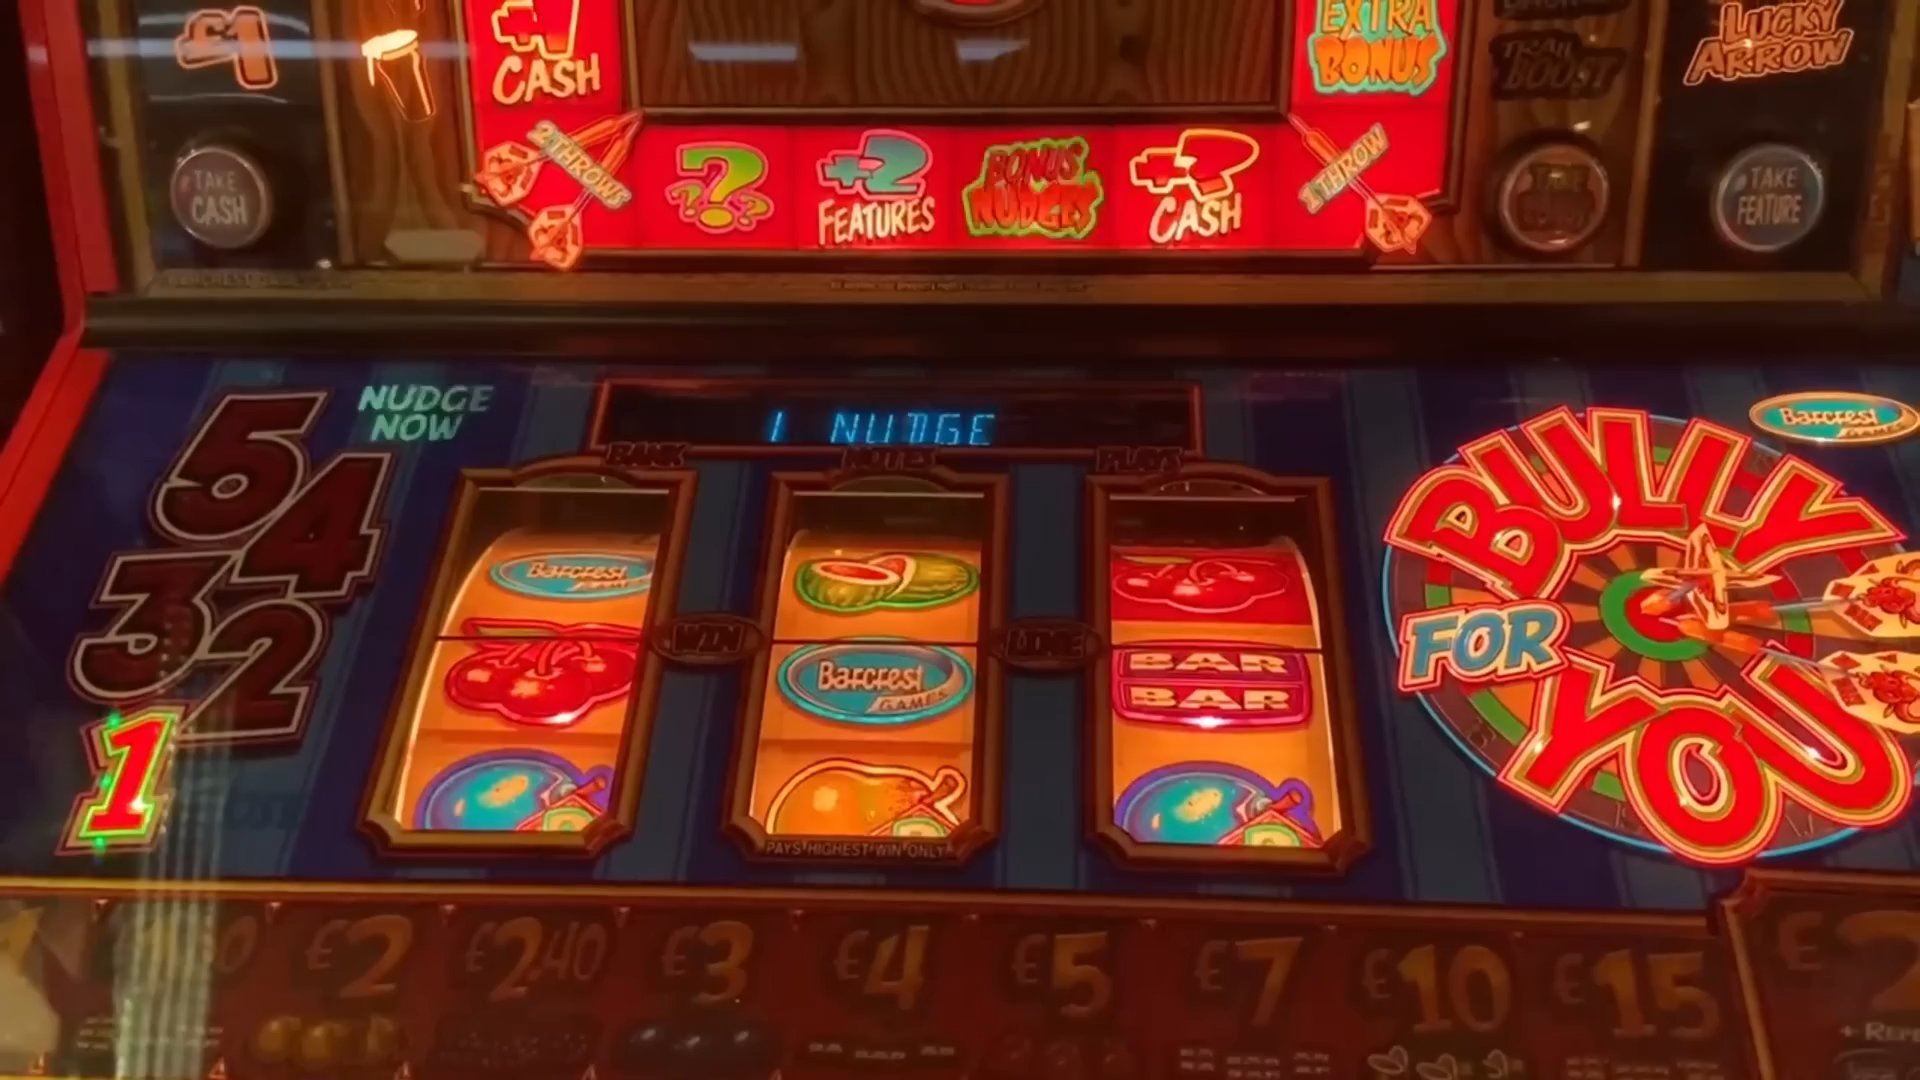 £1
+1
CASH
EXTRA
BONUS
TRAIL
BOOST
LUCKY
ARROW
TAKE
CASH
2 THROWS
???
+2
FEATURES
BONUS
NUDGES
CASH
1 THROW
TAKE
FEATURE
5
4
3
2
1
NUDGE
NOW
1 NUDGE
BANK
NOTES
PLAYS
Barcrest
WIN
LINE
Barcrest
GAMES
BAR
BAR
PAYS HIGHEST WIN ONLY
Barcrest
GAMES
BULLY
FOR
YOU
£2
£2.40
£3
£4
£5
£7
£10
£15
£2